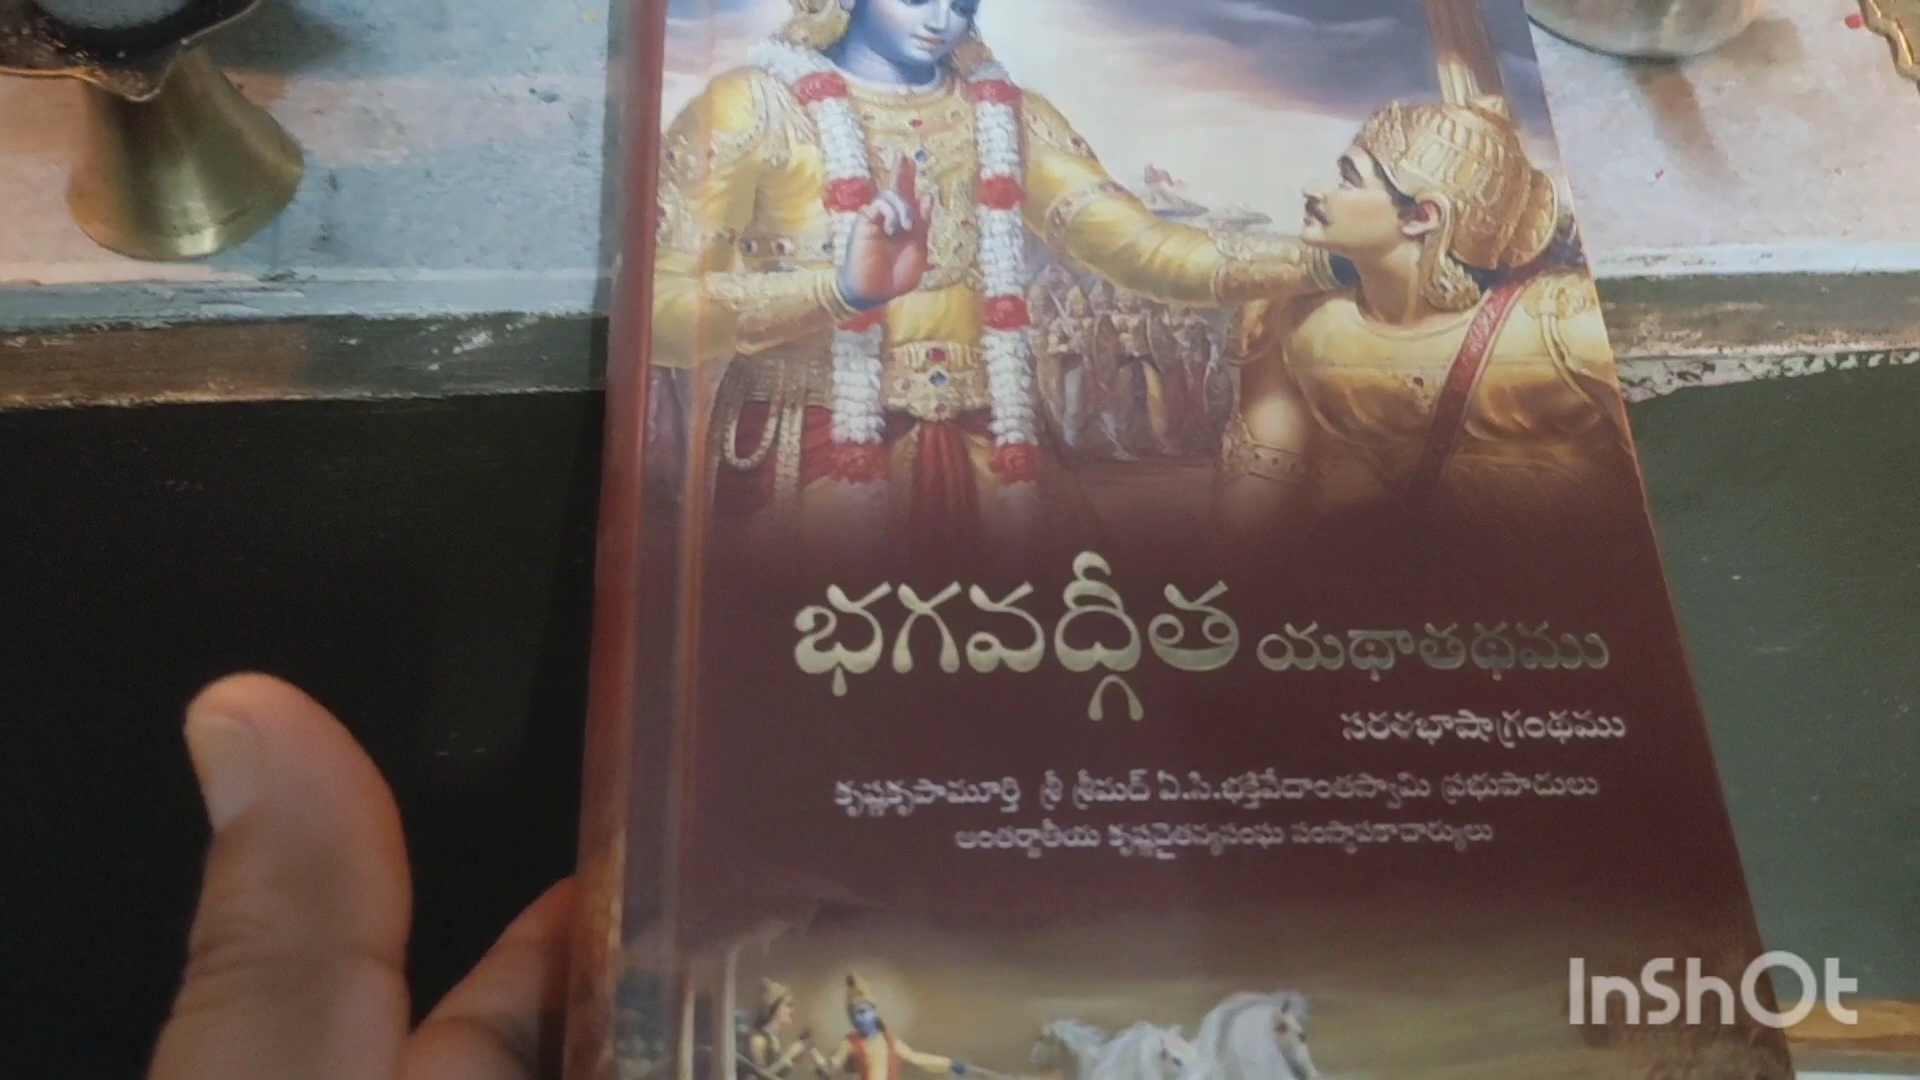 భగవద్గీత యథాతథము
సరళభాషాగ్రంథము
కృష్ణకృపామూర్తి శ్రీ శ్రీమద్ ఏ.సి.భక్తివేదాంతస్వామి ప్రభుపాదులు
అంతర్జాతీయ కృష్ణచైతన్యసంఘ సంస్థాపకాచార్యులు
InShOt